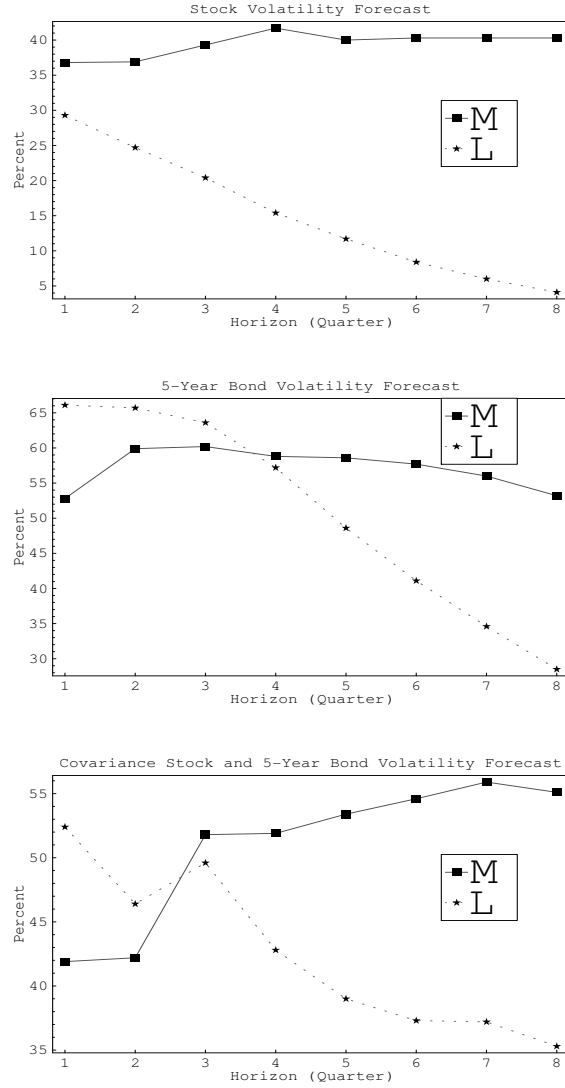 Stock Volatility Forecast
40
35
30
25
20
15
10
5
Percent
M
L
1 2 3 4 5 6 7 8
Horizon (Quarter)
5-Year Bond Volatility Forecast
65
60
55
50
45
40
35
30
Percent
M
L
1 2 3 4 5 6 7 8
Horizon (Quarter)
Covariance Stock and 5-Year Bond Volatility Forecast
55
50
45
40
35
Percent
M
L
1 2 3 4 5 6 7 8
Horizon (Quarter)